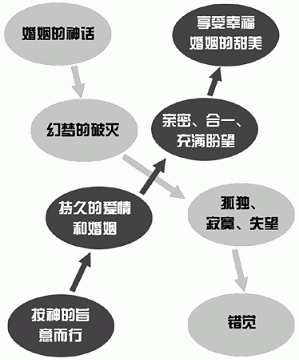 婚姻的神话
享受幸福
婚姻的甜美
幻梦的破灭
亲密、合一、
充满盼望
持久的爱情
和婚姻
孤独、
寂寞、失望
按神的旨
意而行
错觉